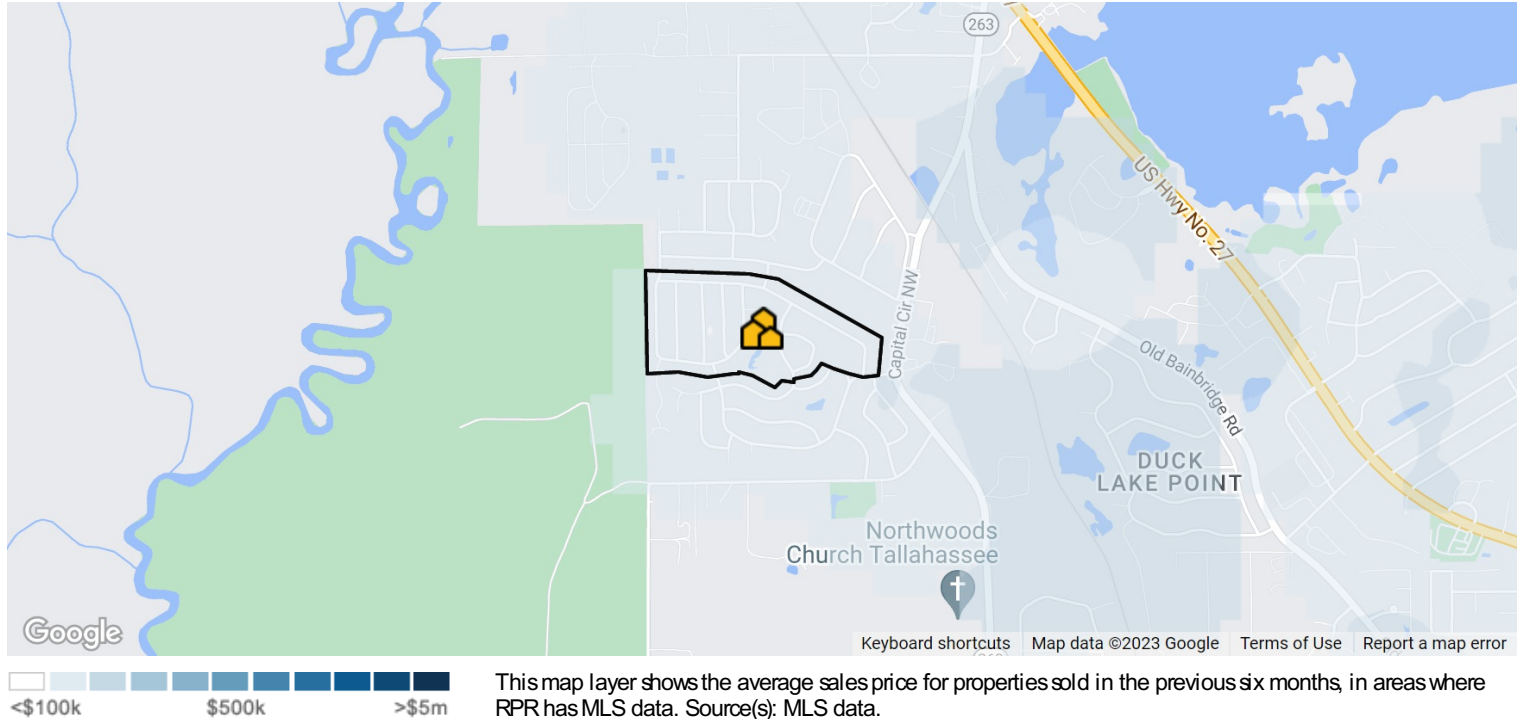 263
US Hwy No. 27
Capital Cir NW
Old Bainbridge Rd
DUCK
LAKE POINT
Northwoods
Church Tallahassee
Google
Keyboard shortcuts
Map data ©2023 Google
Terms of Use
Report a map error
<$100k
$500k
>$5m
This map layer shows the average sales price for properties sold in the previous six months, in areas where
RPR has MLS data. Source(s): MLS data.